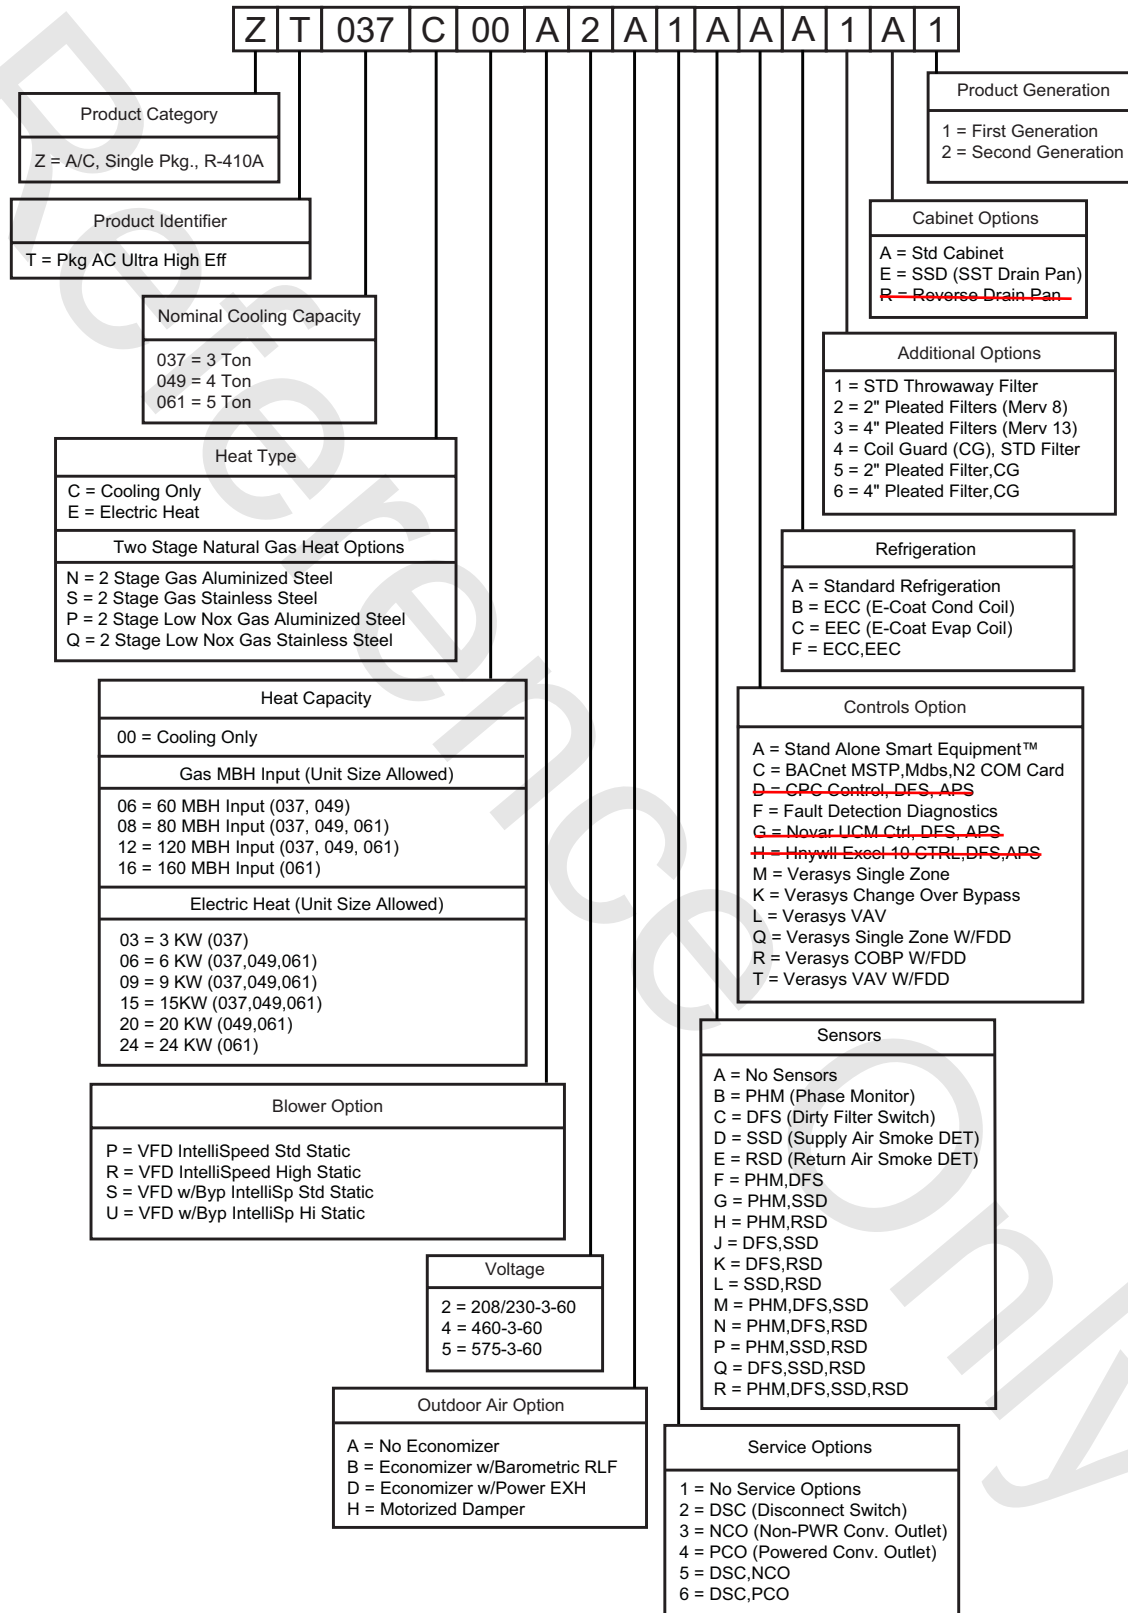 Z T 037 C 00 A 2 A 1 A A A 1 A 1
Product Category
Z = A/C, Single Pkg., R-410A
Product Identifier
T = Pkg AC Ultra High Eff
Nominal Cooling Capacity
037 = 3 Ton
049 = 4 Ton
061 = 5 Ton
Heat Type
C = Cooling Only
E = Electric Heat
Two Stage Natural Gas Heat Options
N = 2 Stage Gas Aluminized Steel
S = 2 Stage Gas Stainless Steel
P = 2 Stage Low Nox Gas Aluminized Steel
Q = 2 Stage Low Nox Gas Stainless Steel
Heat Capacity
00 = Cooling Only
Gas MBH Input (Unit Size Allowed)
06 = 60 MBH Input (037, 049)
08 = 80 MBH Input (037, 049, 061)
12 = 120 MBH Input (037, 049, 061)
16 = 160 MBH Input (061)
Electric Heat (Unit Size Allowed)
03 = 3 KW (037)
06 = 6 KW (037,049,061)
09 = 9 KW (037,049,061)
15 = 15KW (037,049,061)
20 = 20 KW (049,061)
24 = 24 KW (061)
Blower Option
P = VFD IntelliSpeed Std Static
R = VFD IntelliSpeed High Static
S = VFD w/Byp IntelliSp Std Static
U = VFD w/Byp IntelliSp Hi Static
Voltage
2 = 208/230-3-60
4 = 460-3-60
5 = 575-3-60
Outdoor Air Option
A = No Economizer
B = Economizer w/Barometric RLF
D = Economizer w/Power EXH
H = Motorized Damper
Product Generation
1 = First Generation
2 = Second Generation
Cabinet Options
A = Std Cabinet
E = SSD (SST Drain Pan)
R = Reverse Drain Pan
Additional Options
1 = STD Throwaway Filter
2 = 2" Pleated Filters (Merv 8)
3 = 4" Pleated Filters (Merv 13)
4 = Coil Guard (CG), STD Filter
5 = 2" Pleated Filter,CG
6 = 4" Pleated Filter,CG
Refrigeration
A = Standard Refrigeration
B = ECC (E-Coat Cond Coil)
C = EEC (E-Coat Evap Coil)
F = ECC,EEC
Controls Option
A = Stand Alone Smart Equipment™
C = BACnet MSTP,Mdbs,N2 COM Card
D = CPC Control, DFS, APS
F = Fault Detection Diagnostics
G = Novar UCM Ctrl, DFS, APS
H = Hnywll Excel 10 CTRL,DFS,APS
M = Verasys Single Zone
K = Verasys Change Over Bypass
L = Verasys VAV
Q = Verasys Single Zone W/FDD
R = Verasys COBP W/FDD
T = Verasys VAV W/FDD
Sensors
A = No Sensors
B = PHM (Phase Monitor)
C = DFS (Dirty Filter Switch)
D = SSD (Supply Air Smoke DET)
E = RSD (Return Air Smoke DET)
F = PHM,DFS
G = PHM,SSD
H = PHM,RSD
J = DFS,SSD
K = DFS,RSD
L = SSD,RSD
M = PHM,DFS,SSD
N = PHM,DFS,RSD
P = PHM,SSD,RSD
Q = DFS,SSD,RSD
R = PHM,DFS,SSD,RSD
Service Options
1 = No Service Options
2 = DSC (Disconnect Switch)
3 = NCO (Non-PWR Conv. Outlet)
4 = PCO (Powered Conv. Outlet)
5 = DSC,NCO
6 = DSC,PCO
Reference Only